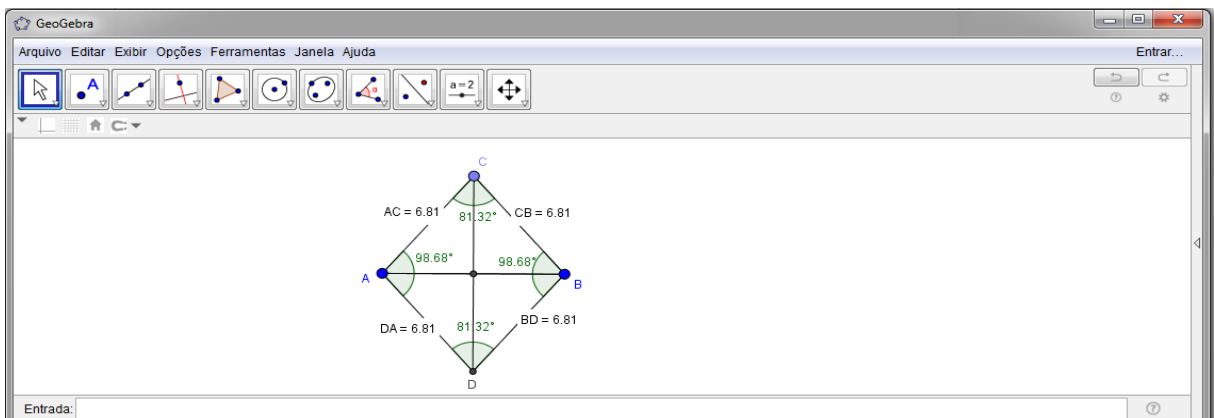 GeoGebra
Arquivo Editar Exibir Opções Ferramentas Janela Ajuda
Entrar...
A
a = 2
C
AC = 6.81
81.32°
CB = 6.81
98.68°
98.68°
A
B
DA = 6.81
81.32°
BD = 6.81
D
Entrada: